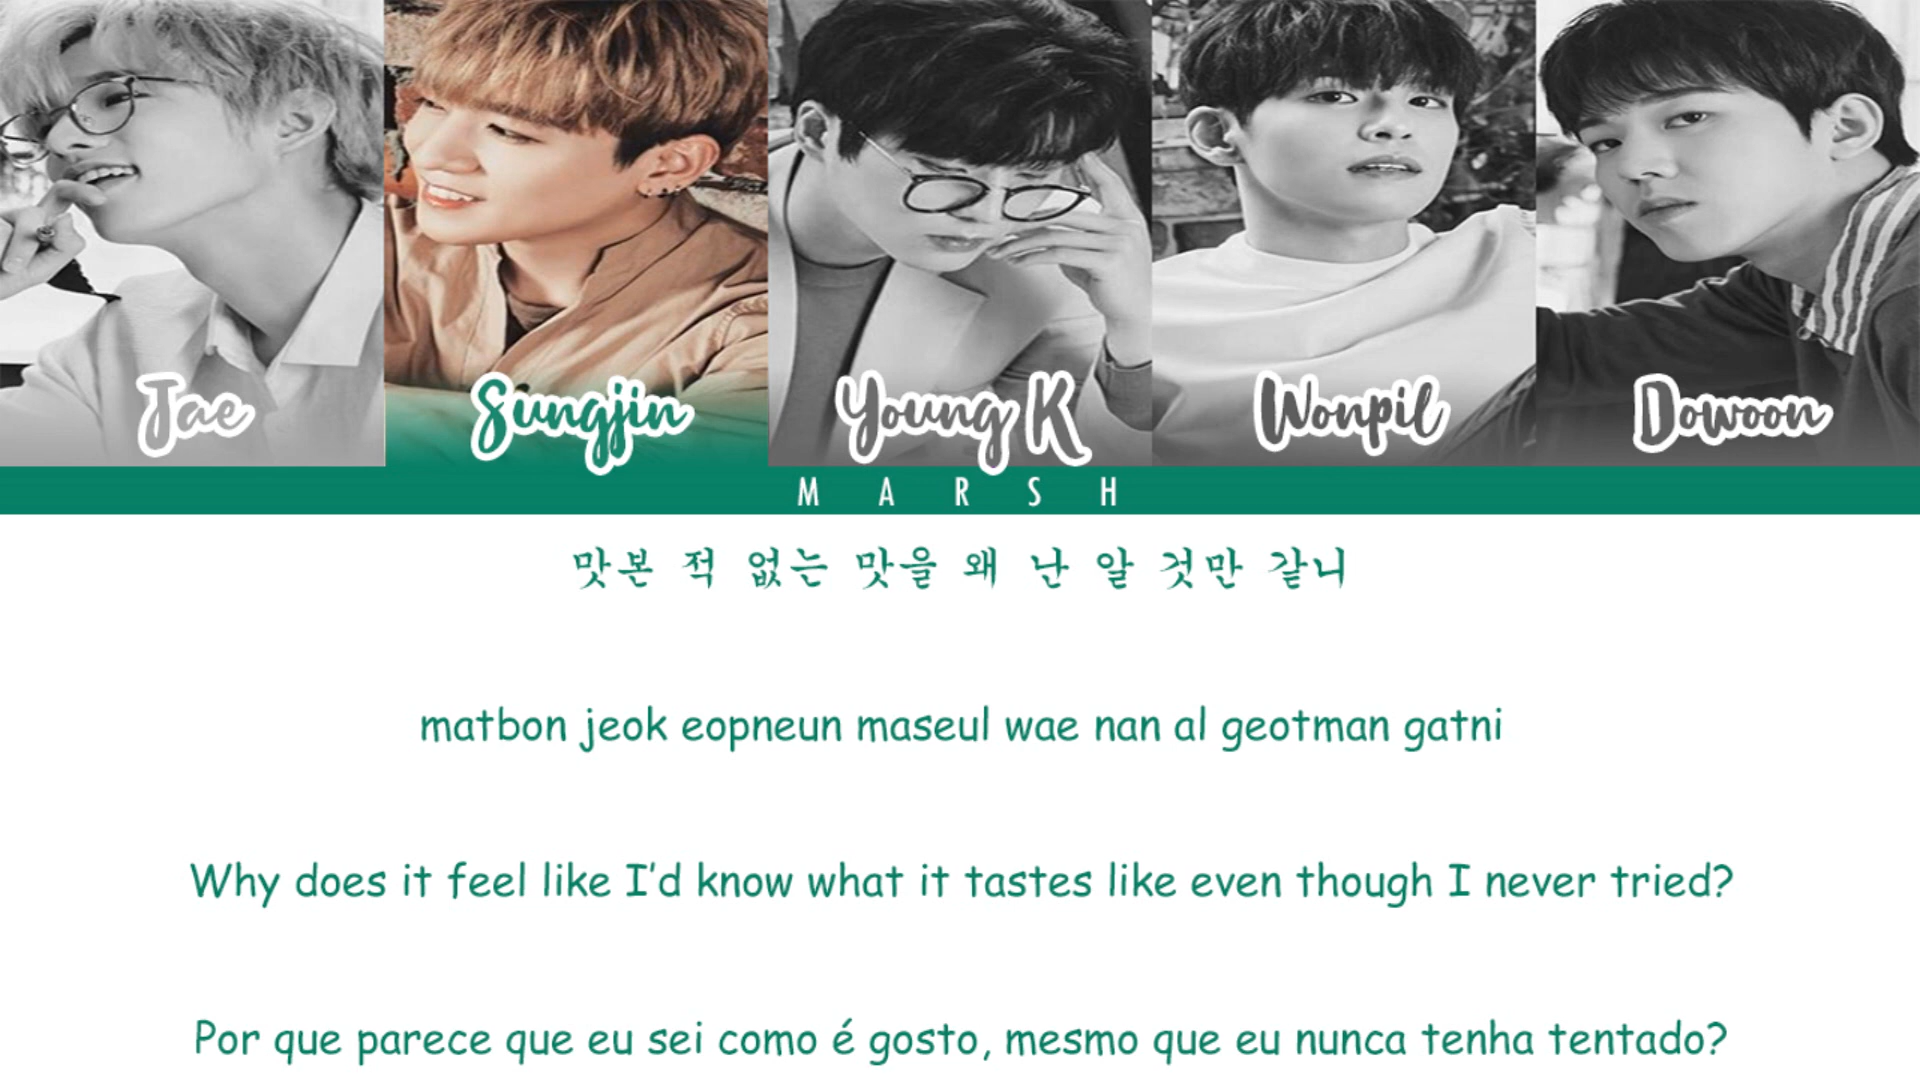 Jae
Sungjin
Young K
Wonpil
Dowoon
MARSH
맛본 적 없는 맛을 왜 난 알 것만 같니
matbon jeok eopneun maseul wae nan al geotman gatni
Why does it feel like I'd know what it tastes like even though I never tried?
Por que parece que eu sei como é gosto, mesmo que eu nunca tenha tentado?